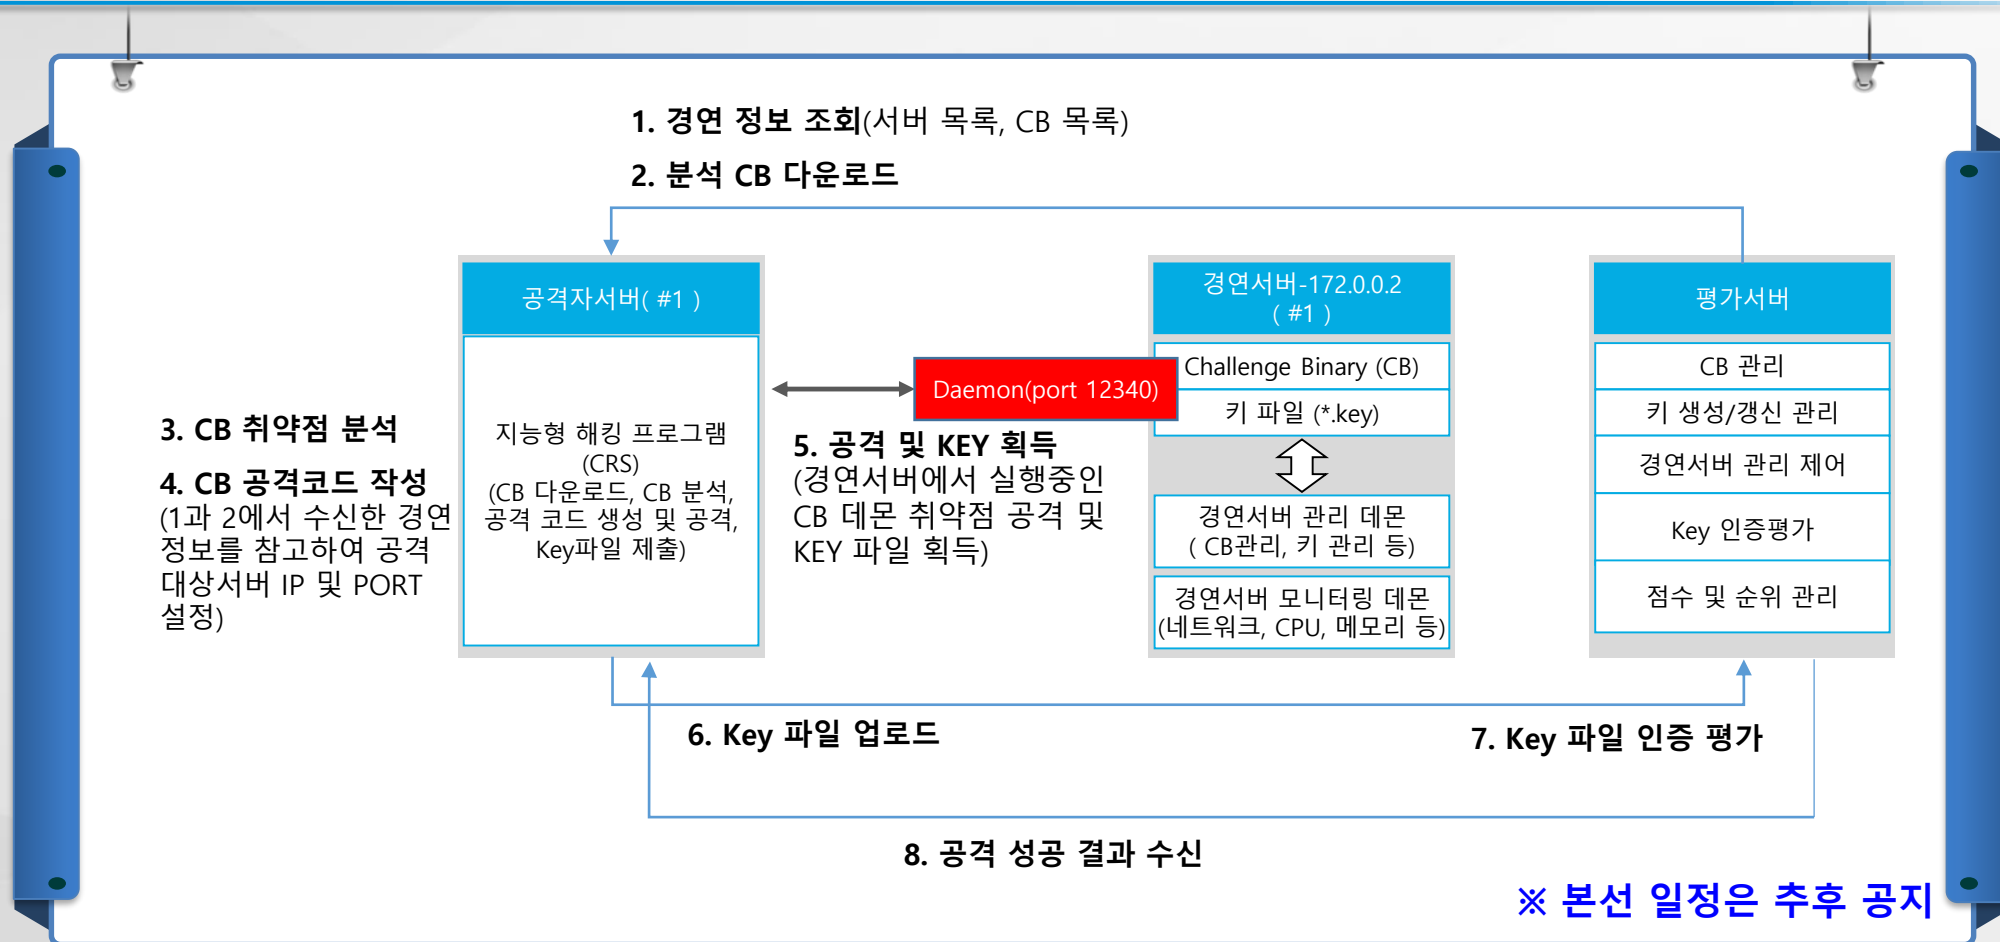 1. 경연 정보 조회(서버 목록, CB 목록)
2. 분석 CB 다운로드
공격자서버( #1 )
지능형 해킹 프로그램
(CRS)
(CB 다운로드, CB 분석,
공격 코드 생성 및 공격,
Key파일 제출)
3. CB 취약점 분석
4. CB 공격코드 작성
(1과 2에서 수신한 경연
정보를 참고하여 공격
대상서버 IP 및 PORT
설정)
Daemon(port 12340)
5. 공격 및 KEY 획득
(경연서버에서 실행중인
CB 데몬 취약점 공격 및
KEY 파일 획득)
경연서버-172.0.0.2
( #1 )
Challenge Binary (CB)
키 파일 (*.key)
경연서버 관리 데몬
( CB관리, 키 관리 등)
경연서버 모니터링 데몬
(네트워크, CPU, 메모리 등)
평가서버
CB 관리
키 생성/갱신 관리
경연서버 관리 제어
Key 인증평가
점수 및 순위 관리
6. Key 파일 업로드
7. Key 파일 인증 평가
8. 공격 성공 결과 수신
※ 본선 일정은 추후 공지